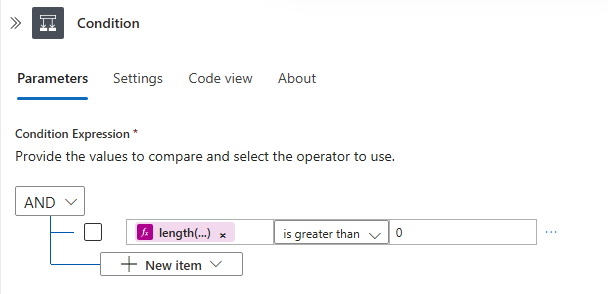 Condition
Parameters Settings Code view About
Condition Expression *
Provide the values to compare and select the operator to use.
AND
fx length(...) × is greater than 0 ...
+ New item